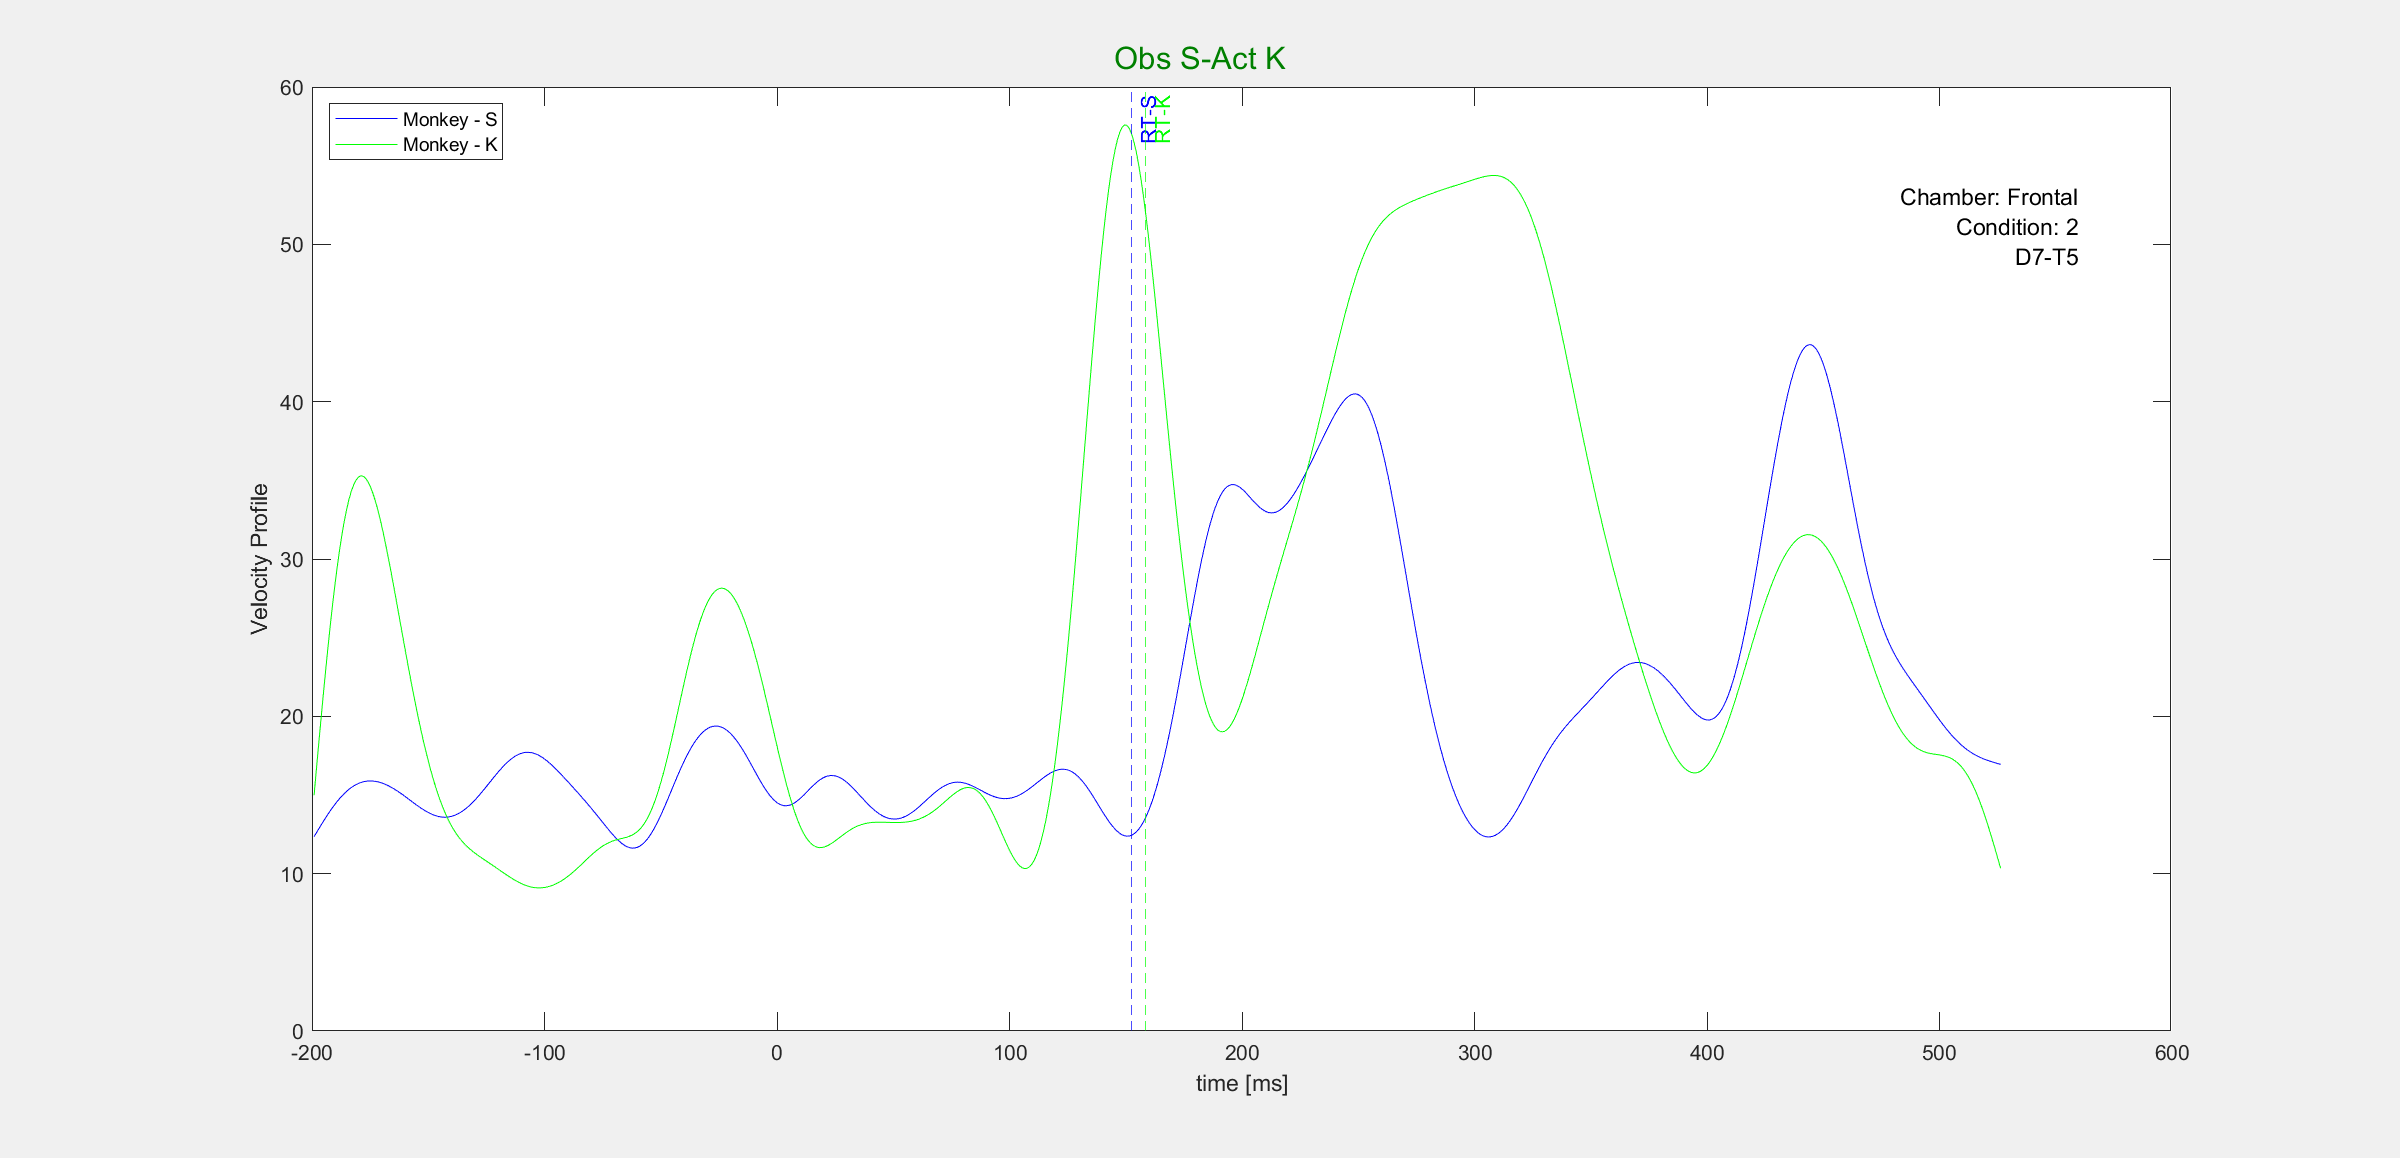 Obs S-Act K
60
50
40
30
20
10
0
Velocity Profile
Monkey - S
Monkey - K
RT-S
RT-K
Chamber: Frontal
Condition: 2
D7-T5
-200
-100
0
100
200
300
400
500
600
time [ms]